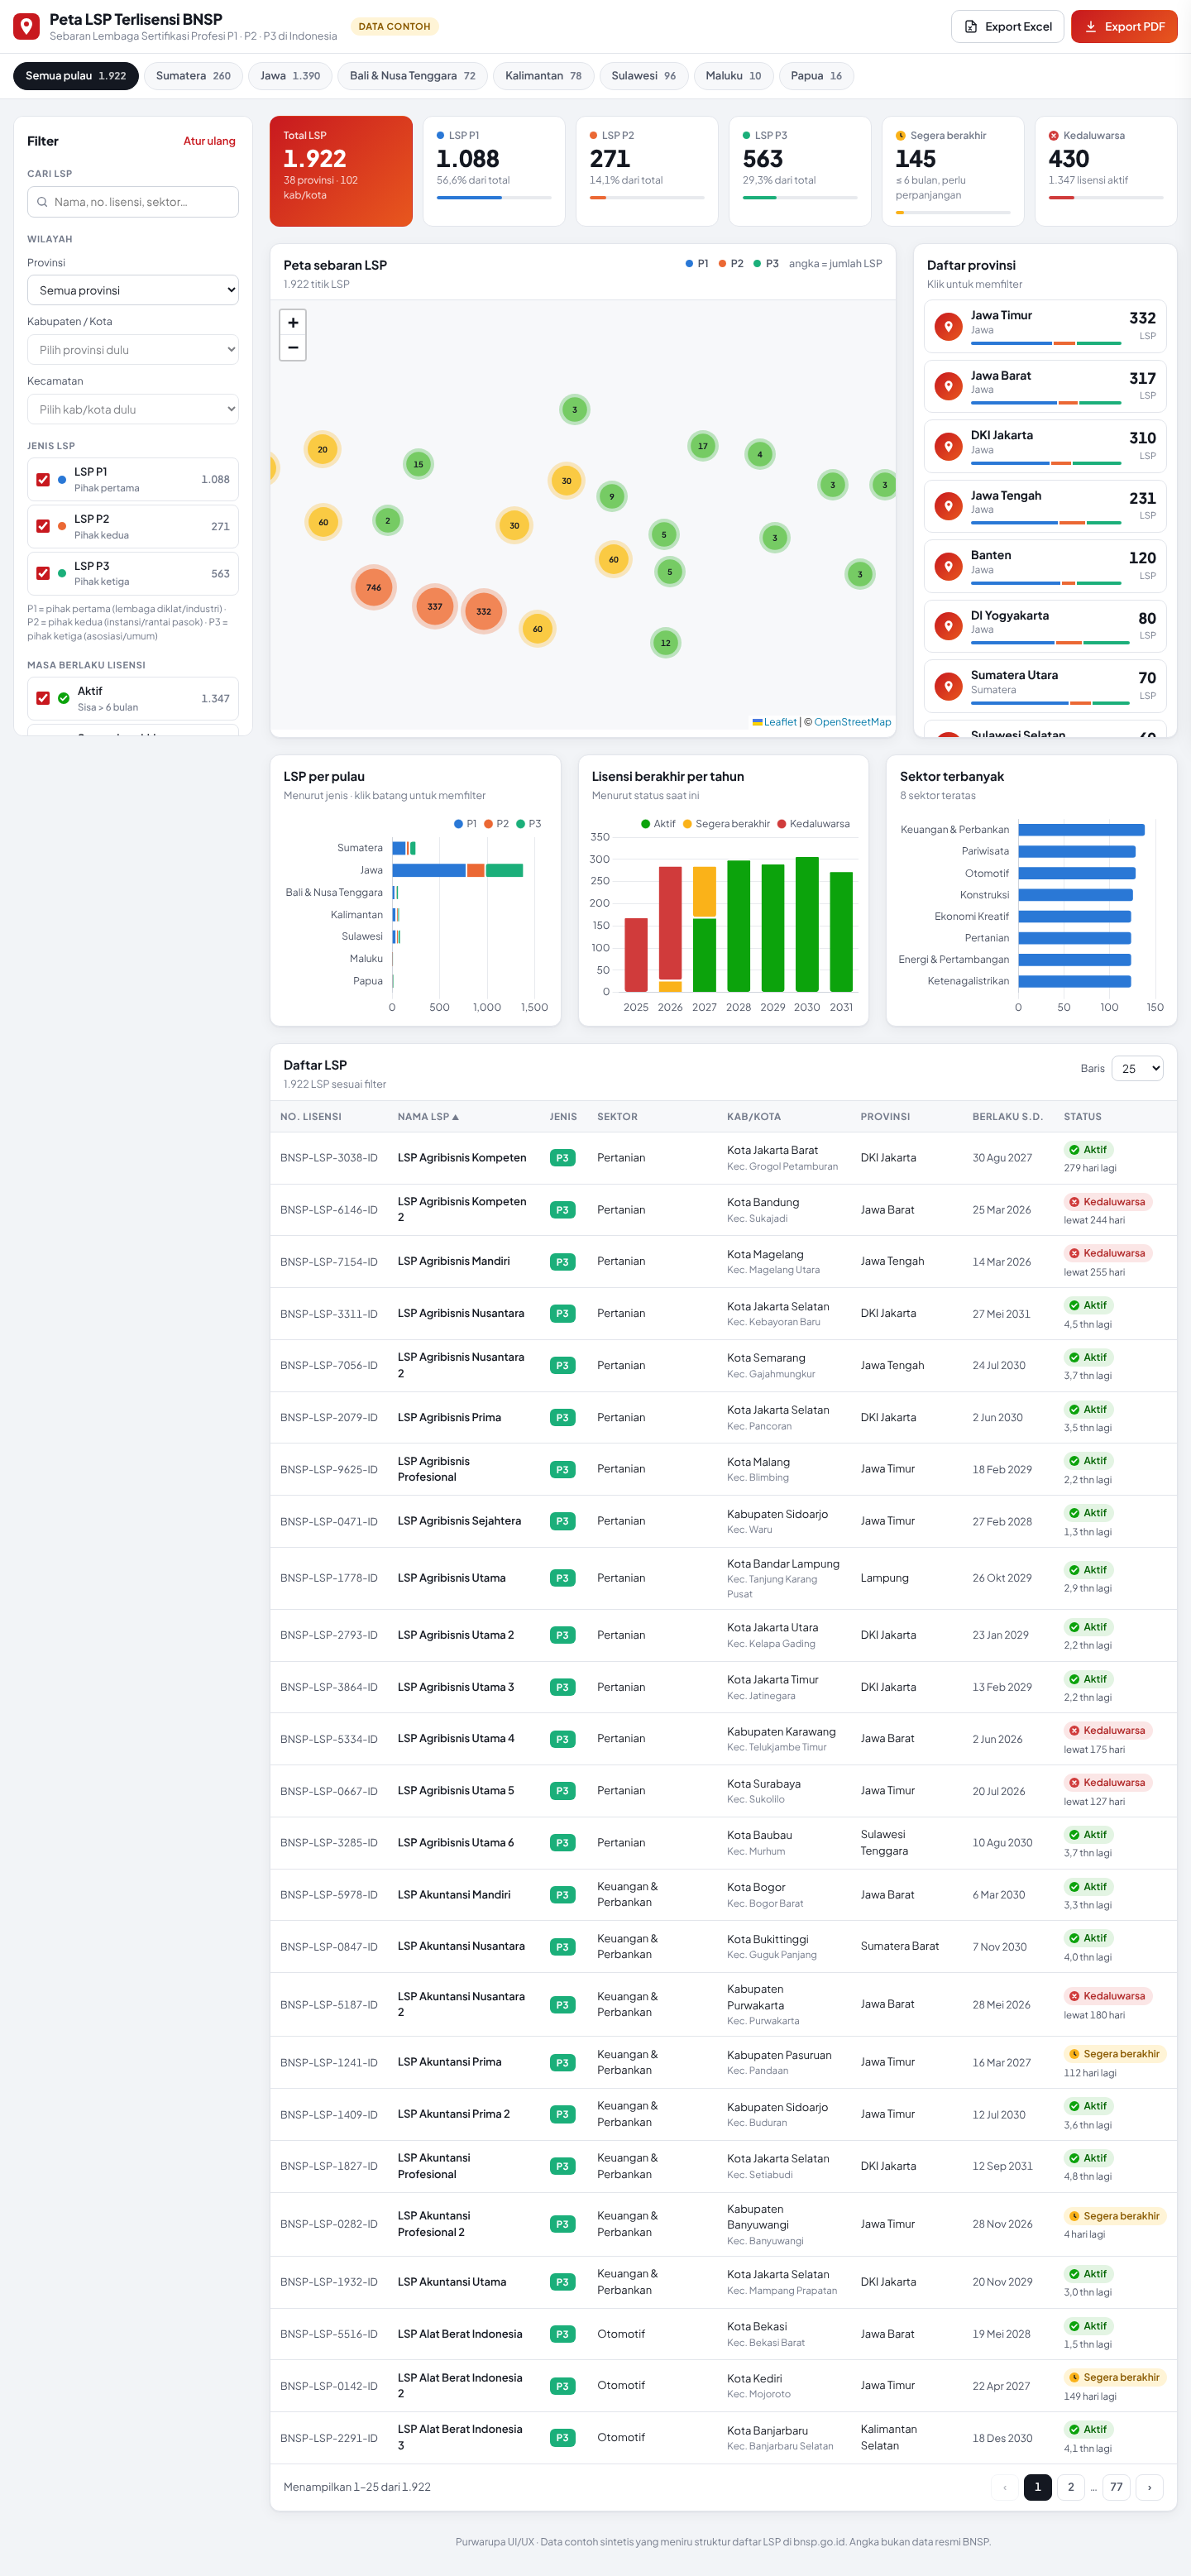 Peta LSP Terlisensi BNSP
Sebaran Lembaga Sertifikasi Profesi P1 · P2 · P3 di Indonesia
DATA CONTOH
Export Excel
Export PDF
Semua pulau 1.922
Sumatera 260
Jawa 1.390
Bali & Nusa Tenggara 72
Kalimantan 78
Sulawesi 96
Maluku 10
Papua 16
Filter
Atur ulang
CARI LSP
Nama, no. lisensi, sektor...
WILAYAH
Provinsi
Semua provinsi
Kabupaten / Kota
Pilih provinsi dulu
Kecamatan
Pilih kab/kota dulu
JENIS LSP
LSP P1
Pihak pertama
1.088
LSP P2
Pihak kedua
271
LSP P3
Pihak ketiga
563
P1 = pihak pertama (lembaga diklat/industri) ·
P2 = pihak kedua (instansi/rantai pasok) · P3 =
pihak ketiga (asosiasi/umum)
MASA BERLAKU LISENSI
Aktif
Sisa > 6 bulan
1.347
Total LSP
1.922
38 provinsi · 102
kab/kota
LSP P1
1.088
56,6% dari total
LSP P2
271
14,1% dari total
LSP P3
563
29,3% dari total
Segera berakhir
145
≤ 6 bulan, perlu
perpanjangan
Kedaluwarsa
430
1.347 lisensi aktif
Peta sebaran LSP
1.922 titik LSP
P1 P2 P3 angka = jumlah LSP
+
−
3
20
15
17
4
30
9
3
3
60
2
30
5
3
60
5
3
746
337
332
60
12
Leaflet | © OpenStreetMap
Daftar provinsi
Klik untuk memfilter
Jawa Timur
Jawa
332
LSP
Jawa Barat
Jawa
317
LSP
DKI Jakarta
Jawa
310
LSP
Jawa Tengah
Jawa
231
LSP
Banten
Jawa
120
LSP
DI Yogyakarta
Jawa
80
LSP
Sumatera Utara
Sumatera
70
LSP
Sulawesi Selatan
LSP per pulau
Menurut jenis · klik batang untuk memfilter
P1 P2 P3
Sumatera
Jawa
Bali & Nusa Tenggara
Kalimantan
Sulawesi
Maluku
Papua
0 500 1,000 1,500
Lisensi berakhir per tahun
Menurut status saat ini
Aktif Segera berakhir Kedaluwarsa
350
300
250
200
150
100
50
0
2025 2026 2027 2028 2029 2030 2031
Sektor terbanyak
8 sektor teratas
Keuangan & Perbankan
Pariwisata
Otomotif
Konstruksi
Ekonomi Kreatif
Pertanian
Energi & Pertambangan
Ketenagalistrikan
0 50 100 150
Daftar LSP
1.922 LSP sesuai filter
Baris 25
NO. LISENSI NAMA LSP ▲ JENIS SEKTOR KAB/KOTA PROVINSI BERLAKU S.D. STATUS
BNSP-LSP-3038-ID LSP Agribisnis Kompeten P3 Pertanian Kota Jakarta Barat DKI Jakarta 30 Agu 2027 Aktif
Kec. Grogol Petamburan 279 hari lagi
BNSP-LSP-6146-ID LSP Agribisnis Kompeten P3 Pertanian Kota Bandung Jawa Barat 25 Mar 2026 Kedaluwarsa
2 Kec. Sukajadi lewat 244 hari
BNSP-LSP-7154-ID LSP Agribisnis Mandiri P3 Pertanian Kota Magelang Jawa Tengah 14 Mar 2026 Kedaluwarsa
Kec. Magelang Utara lewat 255 hari
BNSP-LSP-3311-ID LSP Agribisnis Nusantara P3 Pertanian Kota Jakarta Selatan DKI Jakarta 27 Mei 2031 Aktif
Kec. Kebayoran Baru 4,5 thn lagi
BNSP-LSP-7056-ID LSP Agribisnis Nusantara P3 Pertanian Kota Semarang Jawa Tengah 24 Jul 2030 Aktif
2 Kec. Gajahmungkur 3,7 thn lagi
BNSP-LSP-2079-ID LSP Agribisnis Prima P3 Pertanian Kota Jakarta Selatan DKI Jakarta 2 Jun 2030 Aktif
Kec. Pancoran 3,5 thn lagi
BNSP-LSP-9625-ID LSP Agribisnis P3 Pertanian Kota Malang Jawa Timur 18 Feb 2029 Aktif
Profesional Kec. Blimbing 2,2 thn lagi
BNSP-LSP-0471-ID LSP Agribisnis Sejahtera P3 Pertanian Kabupaten Sidoarjo Jawa Timur 27 Feb 2028 Aktif
Kec. Waru 1,3 thn lagi
BNSP-LSP-1778-ID LSP Agribisnis Utama P3 Pertanian Kota Bandar Lampung Lampung 26 Okt 2029 Aktif
Kec. Tanjung Karang 2,9 thn lagi
Pusat
BNSP-LSP-2793-ID LSP Agribisnis Utama 2 P3 Pertanian Kota Jakarta Utara DKI Jakarta 23 Jan 2029 Aktif
Kec. Kelapa Gading 2,2 thn lagi
BNSP-LSP-3864-ID LSP Agribisnis Utama 3 P3 Pertanian Kota Jakarta Timur DKI Jakarta 13 Feb 2029 Aktif
Kec. Jatinegara 2,2 thn lagi
BNSP-LSP-5334-ID LSP Agribisnis Utama 4 P3 Pertanian Kabupaten Karawang Jawa Barat 2 Jun 2026 Kedaluwarsa
Kec. Telukjambe Timur lewat 175 hari
BNSP-LSP-0667-ID LSP Agribisnis Utama 5 P3 Pertanian Kota Surabaya Jawa Timur 20 Jul 2026 Kedaluwarsa
Kec. Sukolilo lewat 127 hari
BNSP-LSP-3285-ID LSP Agribisnis Utama 6 P3 Pertanian Kota Baubau Sulawesi 10 Agu 2030 Aktif
Kec. Murhum Tenggara 3,7 thn lagi
BNSP-LSP-5978-ID LSP Akuntansi Mandiri P3 Keuangan & Kota Bogor Jawa Barat 6 Mar 2030 Aktif
Perbankan Kec. Bogor Barat 3,3 thn lagi
BNSP-LSP-0847-ID LSP Akuntansi Nusantara P3 Keuangan & Kota Bukittinggi Sumatera Barat 7 Nov 2030 Aktif
Perbankan Kec. Guguk Panjang 4,0 thn lagi
BNSP-LSP-5187-ID LSP Akuntansi Nusantara P3 Keuangan & Kabupaten Jawa Barat 28 Mei 2026 Kedaluwarsa
2 Perbankan Purwakarta lewat 180 hari
Kec. Purwakarta
BNSP-LSP-1241-ID LSP Akuntansi Prima P3 Keuangan & Kabupaten Pasuruan Jawa Timur 16 Mar 2027 Segera berakhir
Perbankan Kec. Pandaan 112 hari lagi
BNSP-LSP-1409-ID LSP Akuntansi Prima 2 P3 Keuangan & Kabupaten Sidoarjo Jawa Timur 12 Jul 2030 Aktif
Perbankan Kec. Buduran 3,6 thn lagi
BNSP-LSP-1827-ID LSP Akuntansi P3 Keuangan & Kota Jakarta Selatan DKI Jakarta 12 Sep 2031 Aktif
Profesional Perbankan Kec. Setiabudi 4,8 thn lagi
BNSP-LSP-0282-ID LSP Akuntansi P3 Keuangan & Kabupaten Jawa Timur 28 Nov 2026 Segera berakhir
Profesional 2 Perbankan Banyuwangi 4 hari lagi
Kec. Banyuwangi
BNSP-LSP-1932-ID LSP Akuntansi Utama P3 Keuangan & Kota Jakarta Selatan DKI Jakarta 20 Nov 2029 Aktif
Perbankan Kec. Mampang Prapatan 3,0 thn lagi
BNSP-LSP-5516-ID LSP Alat Berat Indonesia P3 Otomotif Kota Bekasi Jawa Barat 19 Mei 2028 Aktif
Kec. Bekasi Barat 1,5 thn lagi
BNSP-LSP-0142-ID LSP Alat Berat Indonesia P3 Otomotif Kota Kediri Jawa Timur 22 Apr 2027 Segera berakhir
2 Kec. Mojoroto 149 hari lagi
BNSP-LSP-2291-ID LSP Alat Berat Indonesia P3 Otomotif Kota Banjarbaru Kalimantan 18 Des 2030 Aktif
3 Kec. Banjarbaru Selatan Selatan 4,1 thn lagi
Menampilkan 1–25 dari 1.922
‹ 1 2 … 77 ›
Purwarupa UI/UX · Data contoh sintetis yang meniru struktur daftar LSP di bnsp.go.id. Angka bukan data resmi BNSP.